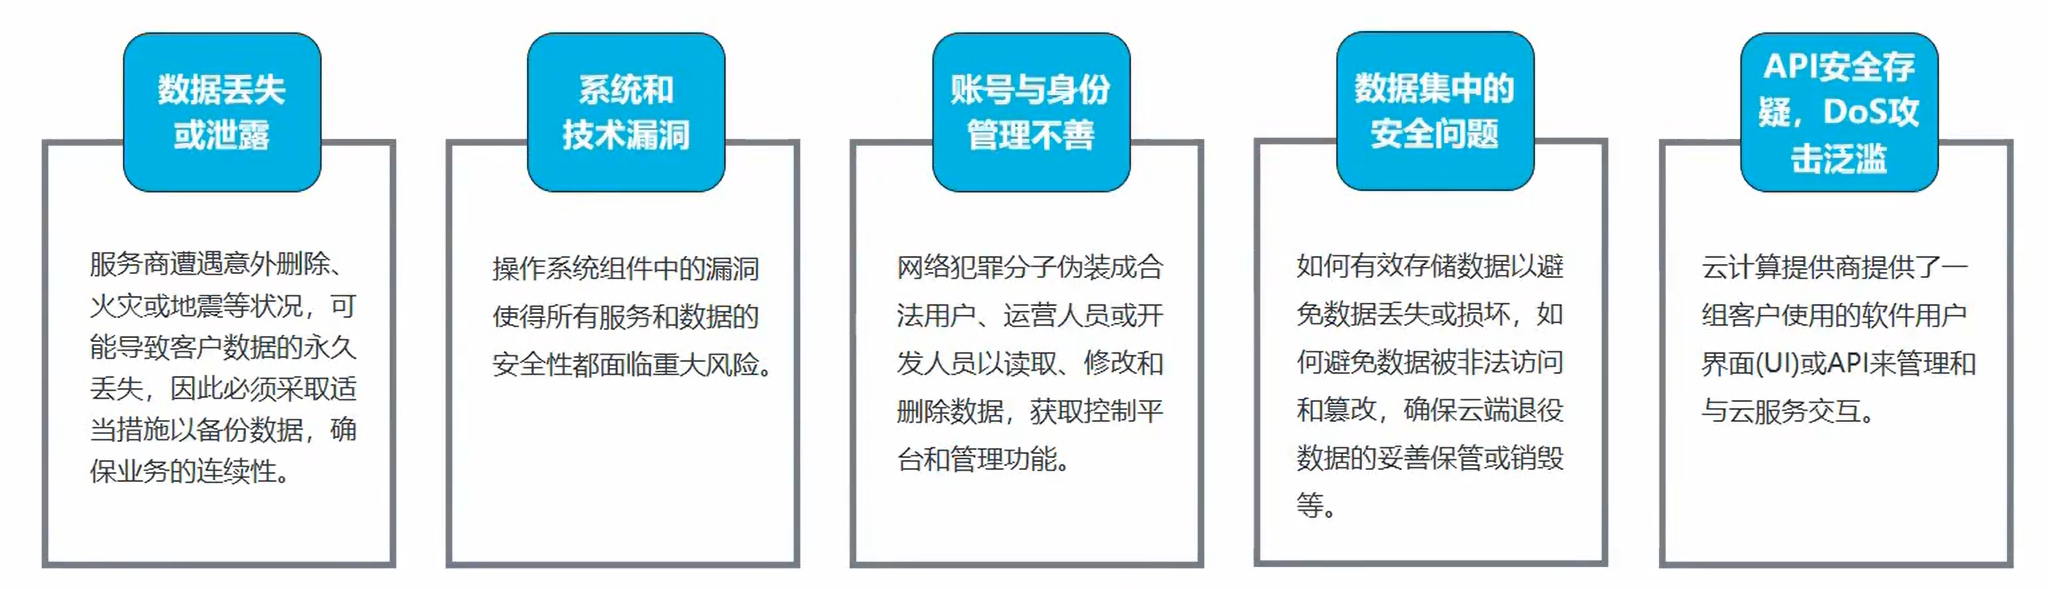 数据丢失
或泄露
服务商遭遇意外删除、
火灾或地震等状况，可
能导致客户数据的永久
丢失，因此必须采取适
当措施以备份数据，确
保业务的连续性。
系统和
技术漏洞
操作系统组件中的漏洞
使得所有服务和数据的
安全性都面临重大风险。
账号与身份
管理不善
网络犯罪分子伪装成合
法用户、运营人员或开
发人员以读取、修改和
删除数据，获取控制平
台和管理功能。
数据集中的
安全问题
如何有效存储数据以避
免数据丢失或损坏，如
何避免数据被非法访问
和篡改，确保云端退役
数据的妥善保管或销毁
等。
API安全存
疑，DoS攻
击泛滥
云计算提供商提供了一
组客户使用的软件用户
界面(UI)或API来管理和
与云服务交互。